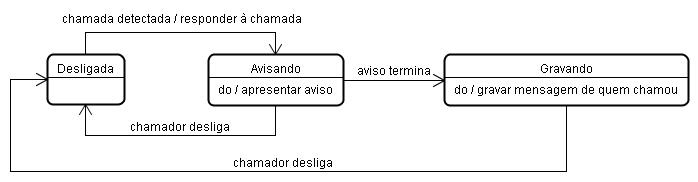 chamada detectada / responder à chamada
Desligada
Avisando
do / apresentar aviso
aviso termina
Gravando
do / gravar mensagem de quem chamou
chamador desliga
chamador desliga